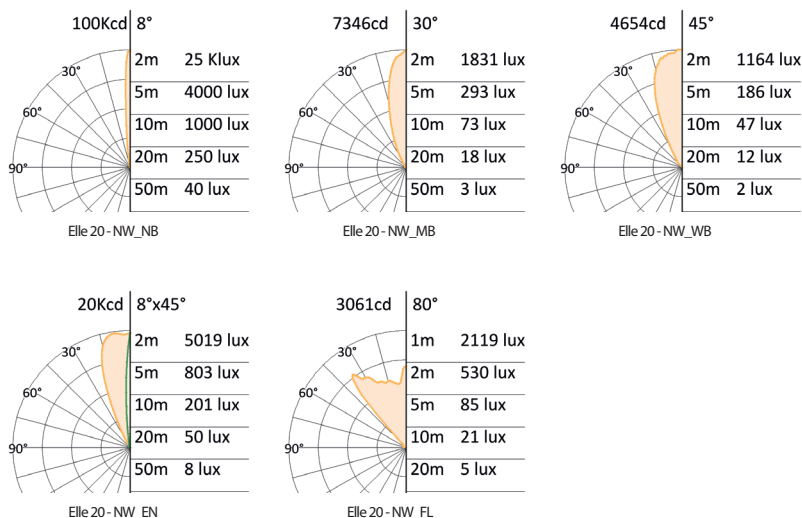 100Kcd 8°
30°
60°
90°
2m 25 Klux
5m 4000 lux
10m 1000 lux
20m 250 lux
50m 40 lux
Elle 20 - NW_NB
7346cd 30°
30°
60°
90°
2m 1831 lux
5m 293 lux
10m 73 lux
20m 18 lux
50m 3 lux
Elle 20 - NW_MB
4654cd 45°
30°
60°
90°
2m 1164 lux
5m 186 lux
10m 47 lux
20m 12 lux
50m 2 lux
Elle 20 - NW_WB
20Kcd 8°x45°
30°
60°
90°
2m 5019 lux
5m 803 lux
10m 201 lux
20m 50 lux
50m 8 lux
Elle 20 - NW_EN
3061cd 80°
30°
60°
90°
1m 2119 lux
2m 530 lux
5m 85 lux
10m 21 lux
20m 5 lux
Elle 20 - NW_FL